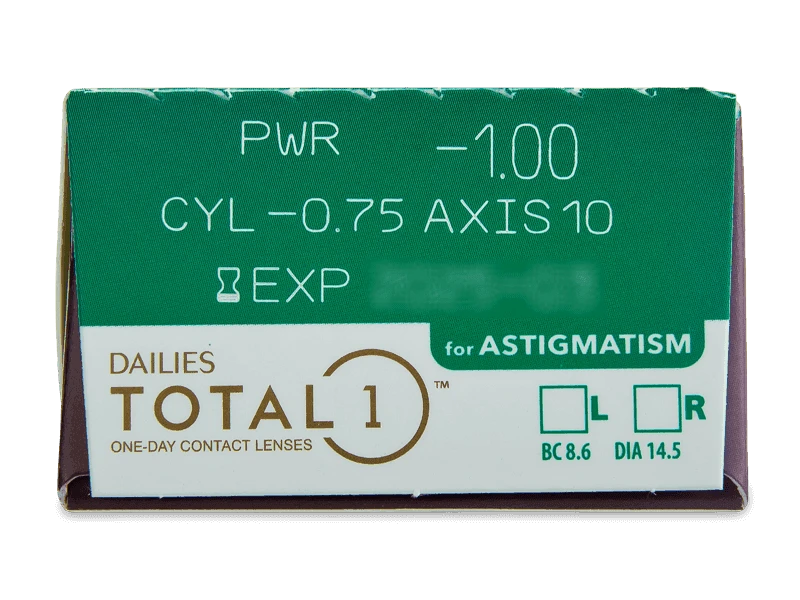 PWR -1.00
CYL -0.75 AXIS 10
EXP
for ASTIGMATISM
DAILIES
TOTAL 1™
ONE-DAY CONTACT LENSES
L R
BC 8.6 DIA 14.5